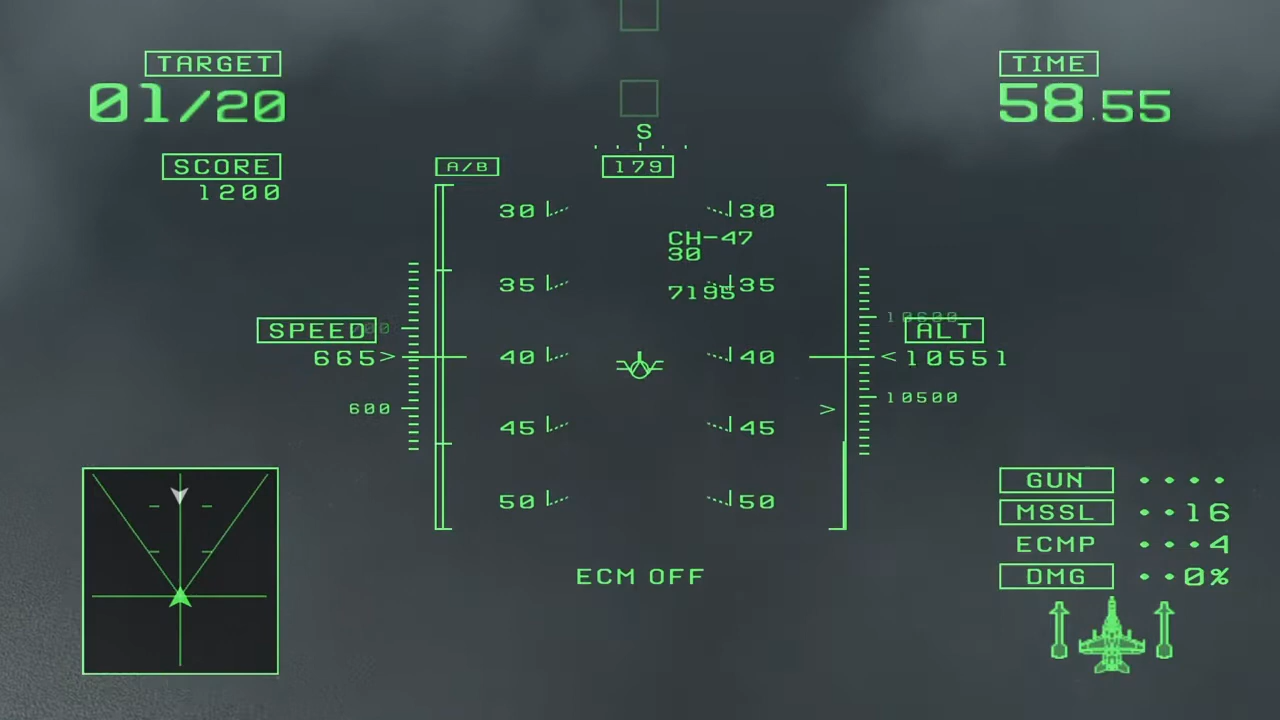 TARGET
01/20
SCORE
1200
TIME
58.55
S
179
A/B
30 30
CH-47
30
35 35
7195
700
SPEED
665>
600
40 40
10600
ALT
<10551
>
10500
45 45
50 50
ECM OFF
GUN
MSSL 16
ECMP 4
DMG 0%